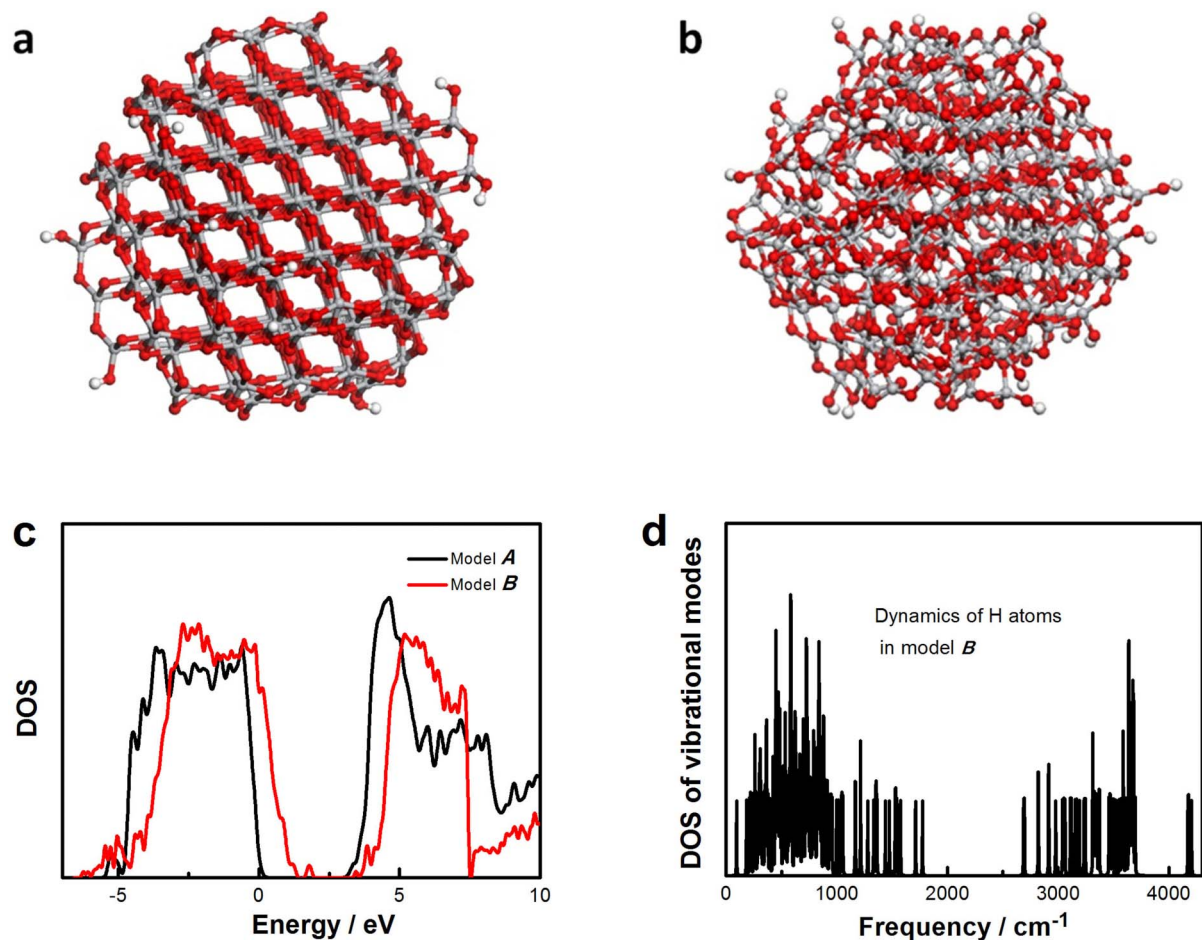 a
b
c
Model A
Model B
DOS
-5
0
5
10
Energy / eV
d
Dynamics of H atoms
in model B
DOS of vibrational modes
0
1000
2000
3000
4000
Frequency / cm⁻¹